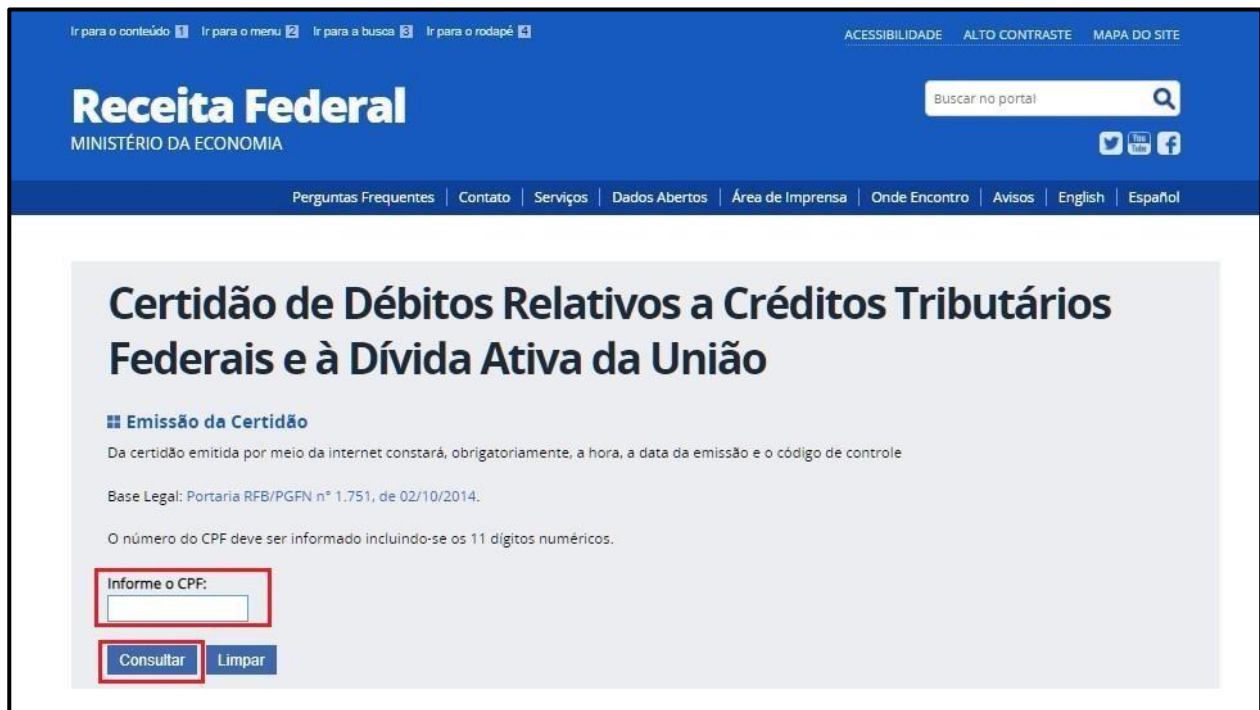 Ir para o conteúdo 1 Ir para o menu 2 Ir para a busca 3 Ir para o rodapé 4
ACESSIBILIDADE ALTO CONTRASTE MAPA DO SITE
Receita Federal
MINISTÉRIO DA ECONOMIA
Buscar no portal
You Tube
Perguntas Frequentes | Contato | Serviços | Dados Abertos | Área de Imprensa | Onde Encontro | Avisos | English | Español
Certidão de Débitos Relativos a Créditos Tributários
Federais e à Dívida Ativa da União
Emissão da Certidão
Da certidão emitida por meio da internet constará, obrigatoriamente, a hora, a data da emissão e o código de controle
Base Legal: Portaria RFB/PGFN n° 1.751, de 02/10/2014.
O número do CPF deve ser informado incluindo-se os 11 dígitos numéricos.
Informe o CPF:
Consultar Limpar